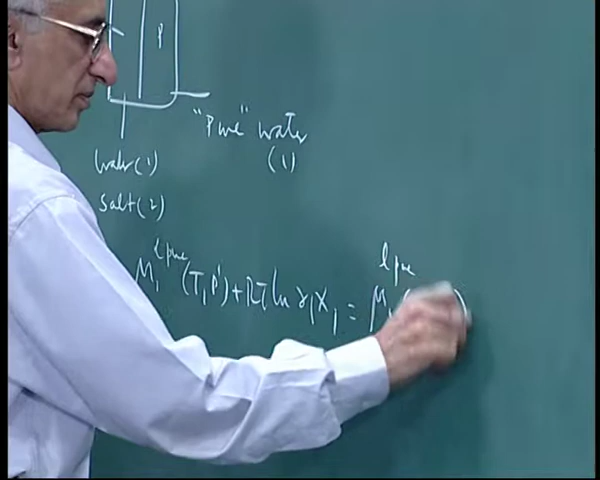 P
"Pure" water
(1)
water(1)
salt(2)
μ₁^{l pure} (T, P') + RT ln γ₁x₁ = μ₁^{l pure} (